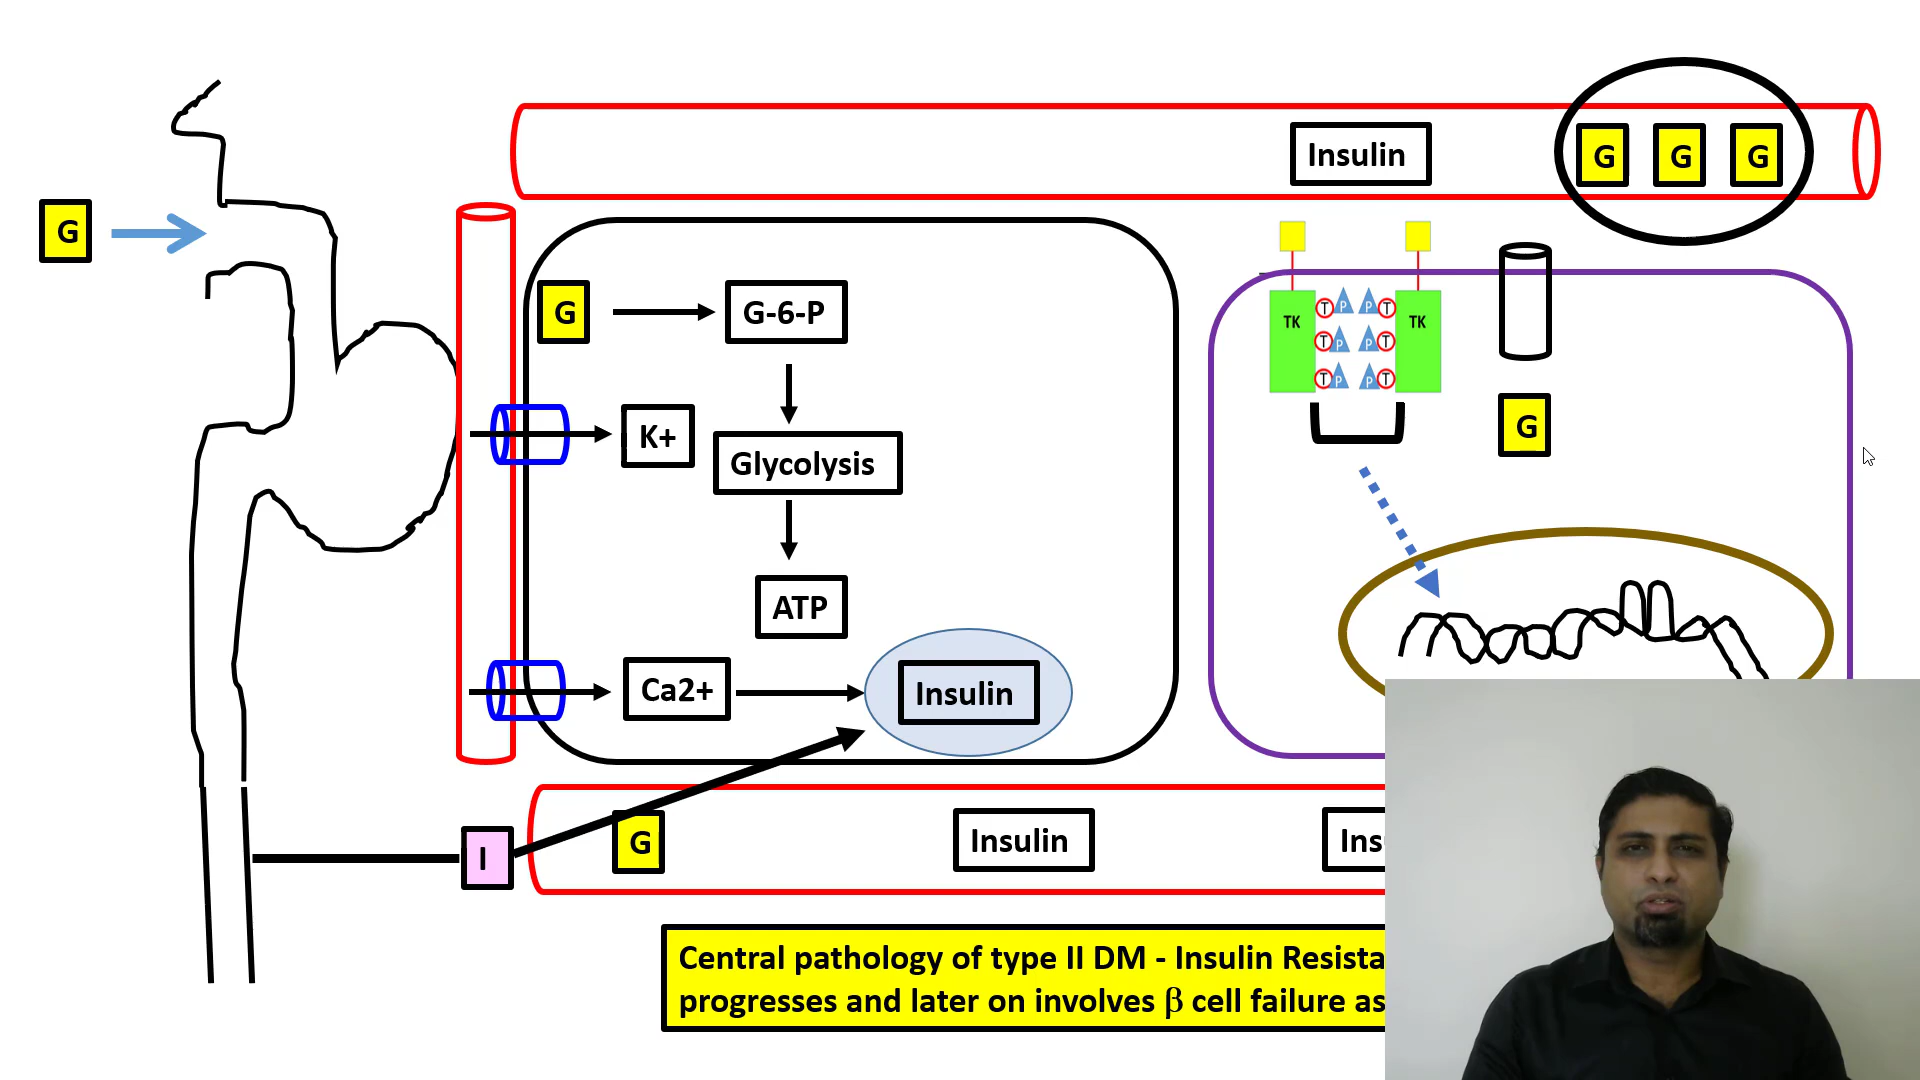 Insulin
G G G
G
G
G-6-P
TK
T P P T
T P P T
T P P T
TK
K+
Glycolysis
G
ATP
Ca2+
Insulin
I
G
Insulin
Ins
Central pathology of type II DM - Insulin Resista
progresses and later on involves β cell failure as